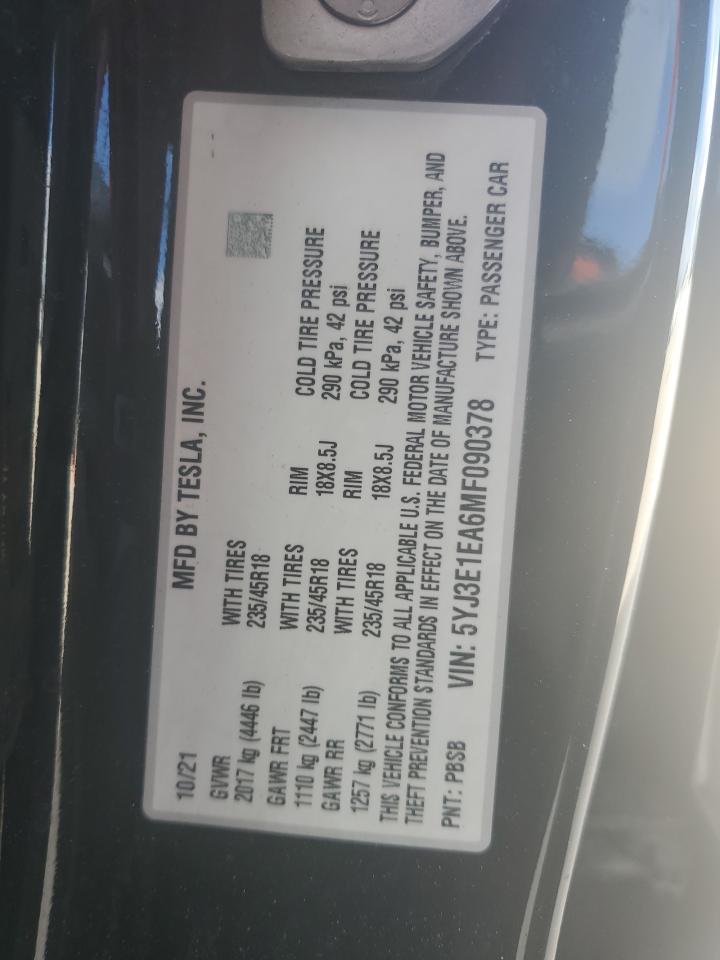 10/21 MFD BY TESLA, INC.
GVWR WITH TIRES
2017 kg (4446 lb) 235/45R18
GAWR FRT WITH TIRES RIM COLD TIRE PRESSURE
1110 kg (2447 lb) 235/45R18 18X8.5J 290 kPa, 42 psi
GAWR RR WITH TIRES RIM COLD TIRE PRESSURE
1257 kg (2771 lb) 235/45R18 18X8.5J 290 kPa, 42 psi
THIS VEHICLE CONFORMS TO ALL APPLICABLE U.S. FEDERAL MOTOR VEHICLE SAFETY, BUMPER, AND
THEFT PREVENTION STANDARDS IN EFFECT ON THE DATE OF MANUFACTURE SHOWN ABOVE.
PNT: PBSB VIN: 5YJ3E1EA6MF090378 TYPE: PASSENGER CAR